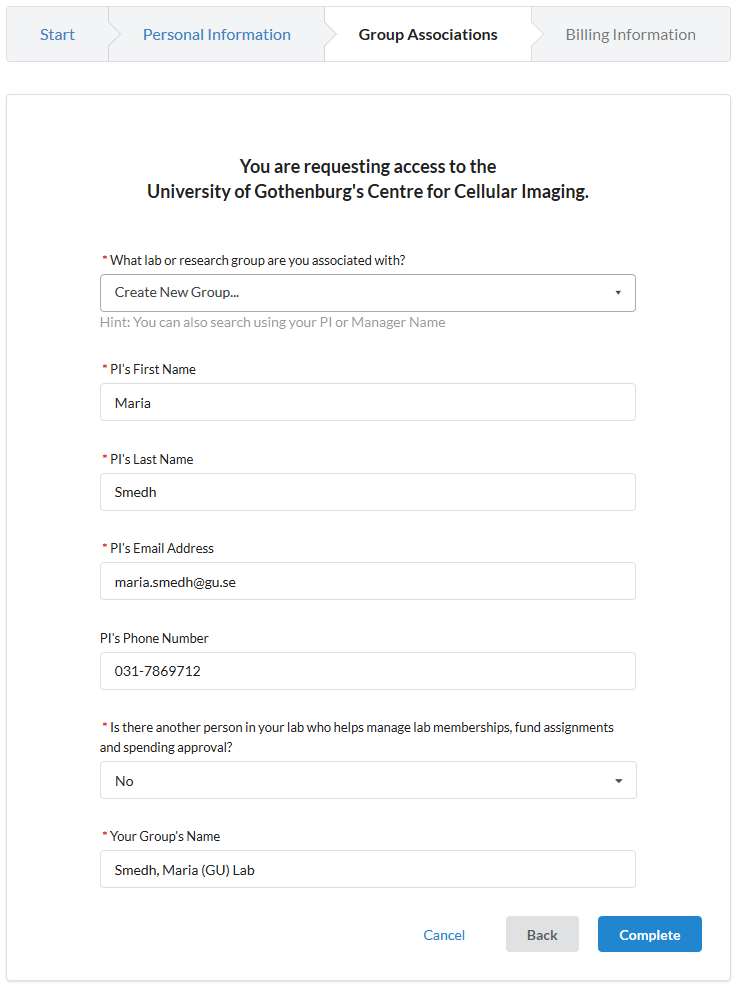 Start
Personal Information
Group Associations
Billing Information
You are requesting access to the
University of Gothenburg's Centre for Cellular Imaging.
* What lab or research group are you associated with?
Create New Group...
Hint: You can also search using your PI or Manager Name
* PI's First Name
Maria
* PI's Last Name
Smedh
* PI's Email Address
maria.smedh@gu.se
PI's Phone Number
031-7869712
* Is there another person in your lab who helps manage lab memberships, fund assignments
and spending approval?
No
* Your Group's Name
Smedh, Maria (GU) Lab
Cancel
Back
Complete